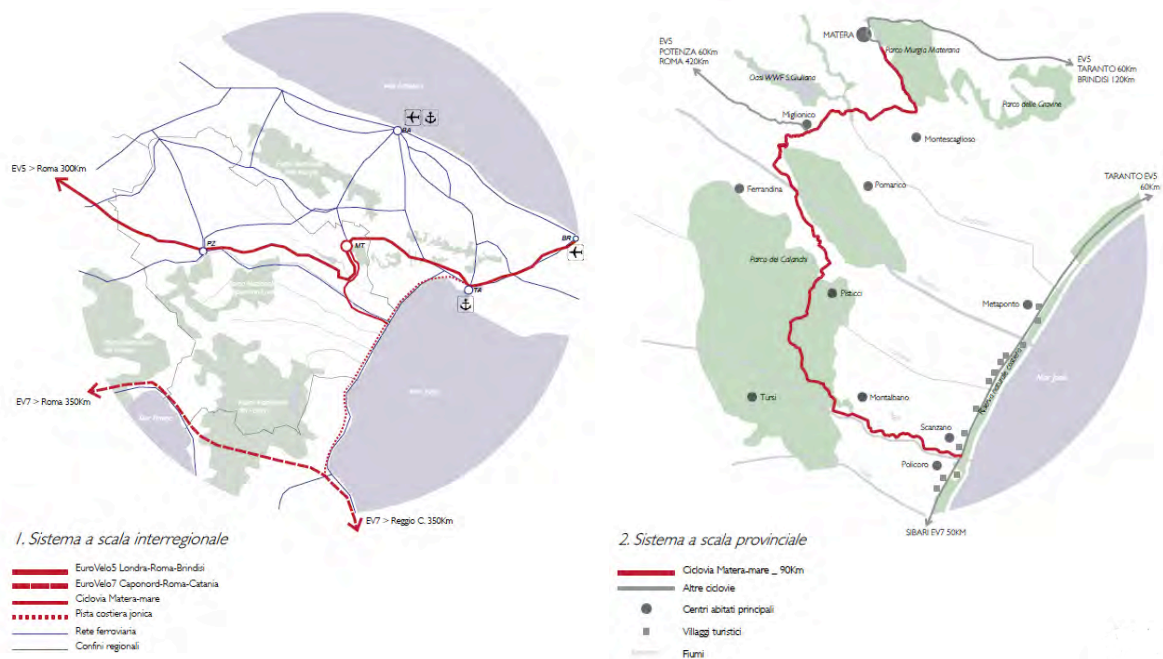 EV5 > Roma 300Km
BA
PZ
MT
BR
TA
EV7 > Roma 350Km
EV7 > Reggio C. 350Km
1. Sistema a scala interregionale
EuroVelo5 Londra-Roma-Brindisi
EuroVelo7 Caponord-Roma-Catania
Ciclovia Matera-mare
Pista costiera jonica
Rete ferroviaria
Confini regionali
MATERA
Parco Murgia Materana
EV5
POTENZA 60Km
ROMA 420Km
EV5
TARANTO 60Km
BRINDISI 120Km
Oasi WWF S.Giuliano
Parco delle Gravine
Miglionico
Montescaglioso
TARANTO EV5
60Km
Ferrandina
Pomarico
Parco dei Calanchi
Pisticci
Metaponto
Mar Jonio
Tursi
Montalbano
Scanzano
Policoro
SIBARI EV7 50KM
2. Sistema a scala provinciale
Ciclovia Matera-mare _ 90Km
Altre ciclovie
Centri abitati principali
Villaggi turistici
Fiumi